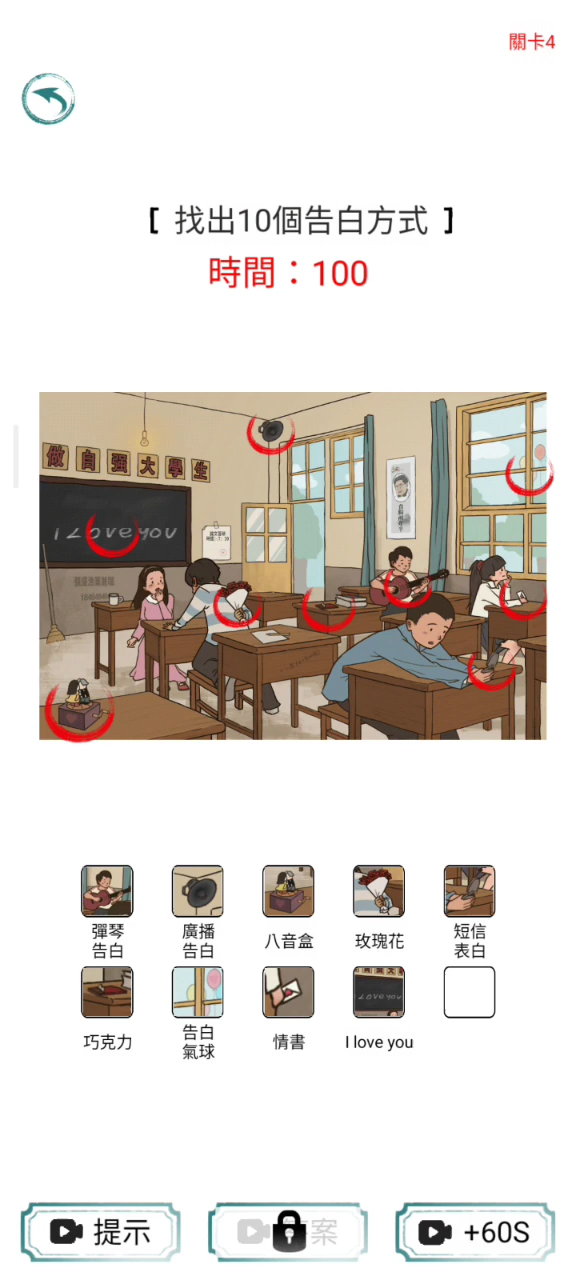 關卡4
【 找出10個告白方式 】
時間：100
做自强大學生
I Love you
彈琴
告白
廣播
告白
八音盒
玫瑰花
短信
表白
巧克力
告白
氣球
情書
I love you
提示
案
+60S